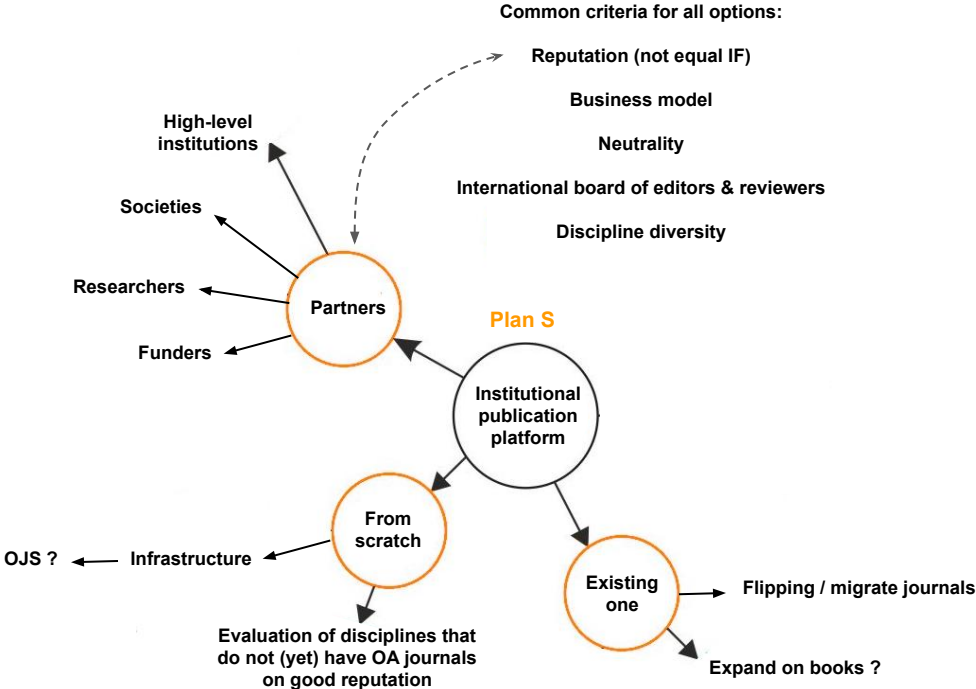 Common criteria for all options:
Reputation (not equal IF)
Business model
Neutrality
International board of editors & reviewers
Discipline diversity
High-level
institutions
Societies
Researchers
Funders
Partners
Plan S
Institutional
publication
platform
From
scratch
Infrastructure
OJS ?
Evaluation of disciplines that
do not (yet) have OA journals
on good reputation
Existing
one
Flipping / migrate journals
Expand on books ?